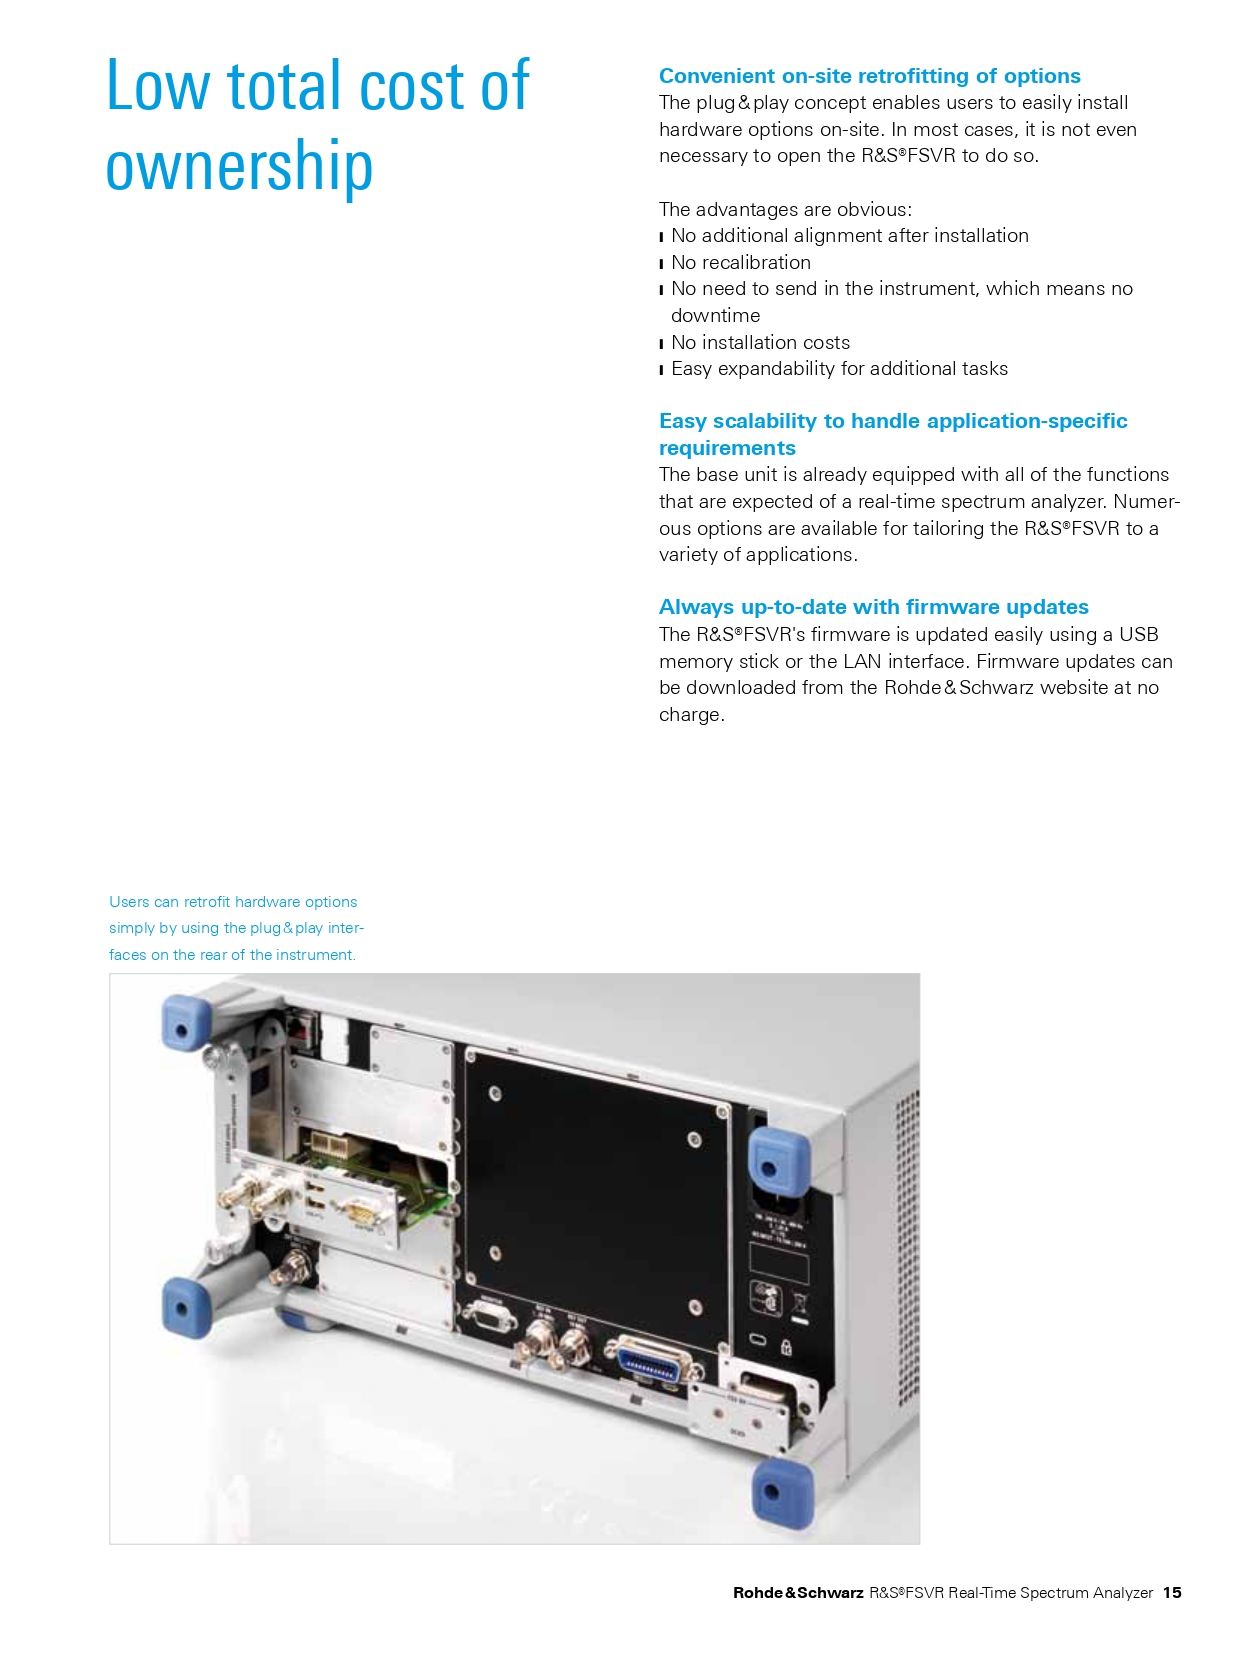 Low total cost of
ownership
Convenient on-site retrofitting of options
The plug & play concept enables users to easily install
hardware options on-site. In most cases, it is not even
necessary to open the R&S®FSVR to do so.
The advantages are obvious:
❙ No additional alignment after installation
❙ No recalibration
❙ No need to send in the instrument, which means no
downtime
❙ No installation costs
❙ Easy expandability for additional tasks
Easy scalability to handle application-specific
requirements
The base unit is already equipped with all of the functions
that are expected of a real-time spectrum analyzer. Numer-
ous options are available for tailoring the R&S®FSVR to a
variety of applications.
Always up-to-date with firmware updates
The R&S®FSVR's firmware is updated easily using a USB
memory stick or the LAN interface. Firmware updates can
be downloaded from the Rohde & Schwarz website at no
charge.
Users can retrofit hardware options
simply by using the plug & play inter-
faces on the rear of the instrument.
Rohde & Schwarz R&S®FSVR Real-Time Spectrum Analyzer 15